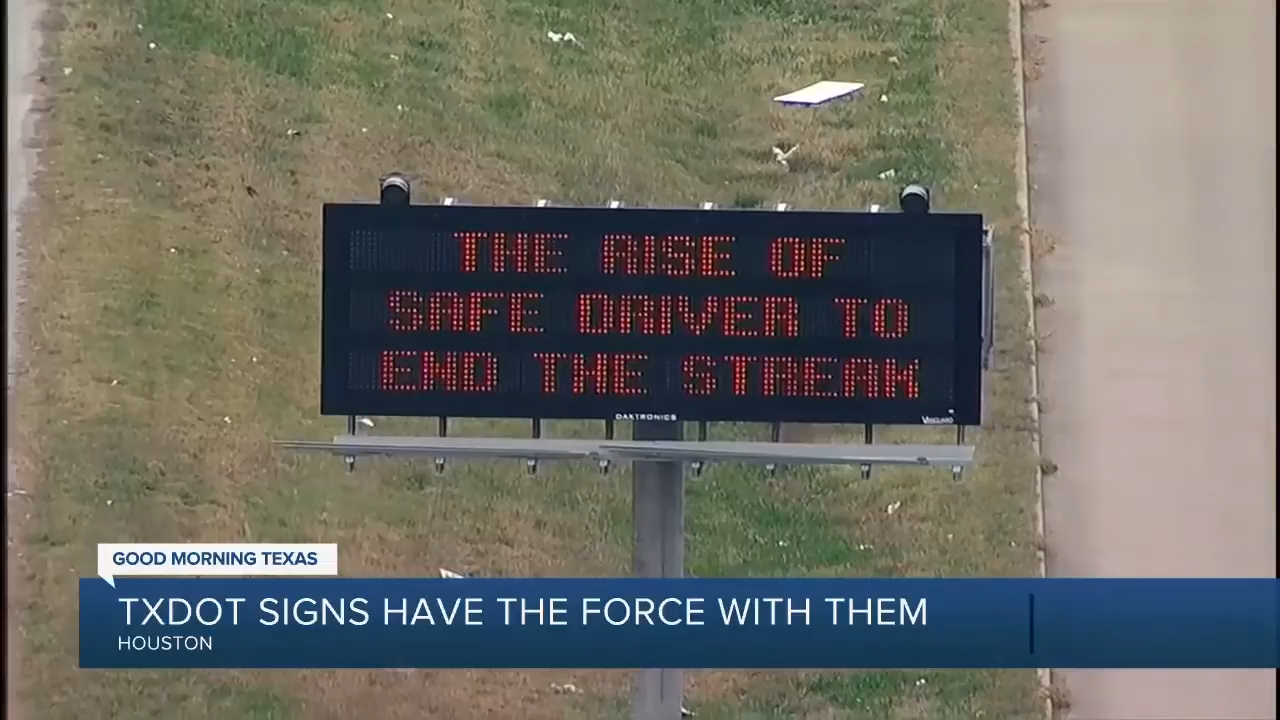 THE RISE OF
SAFE DRIVER TO
END THE STREAK
DAKTRONICS
VANGUARD
GOOD MORNING TEXAS
TXDOT SIGNS HAVE THE FORCE WITH THEM
HOUSTON